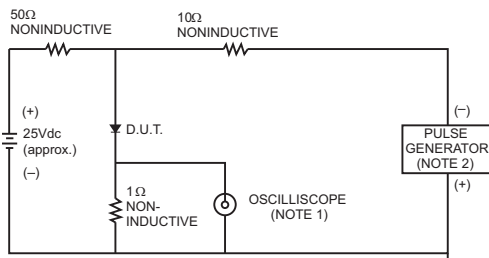 50Ω
NONINDUCTIVE
10Ω
NONINDUCTIVE
(+)
25Vdc
(approx.)
(–)
D.U.T.
1Ω
NON-
INDUCTIVE
OSCILLISCOPE
(NOTE 1)
(–)
PULSE
GENERATOR
(NOTE 2)
(+)